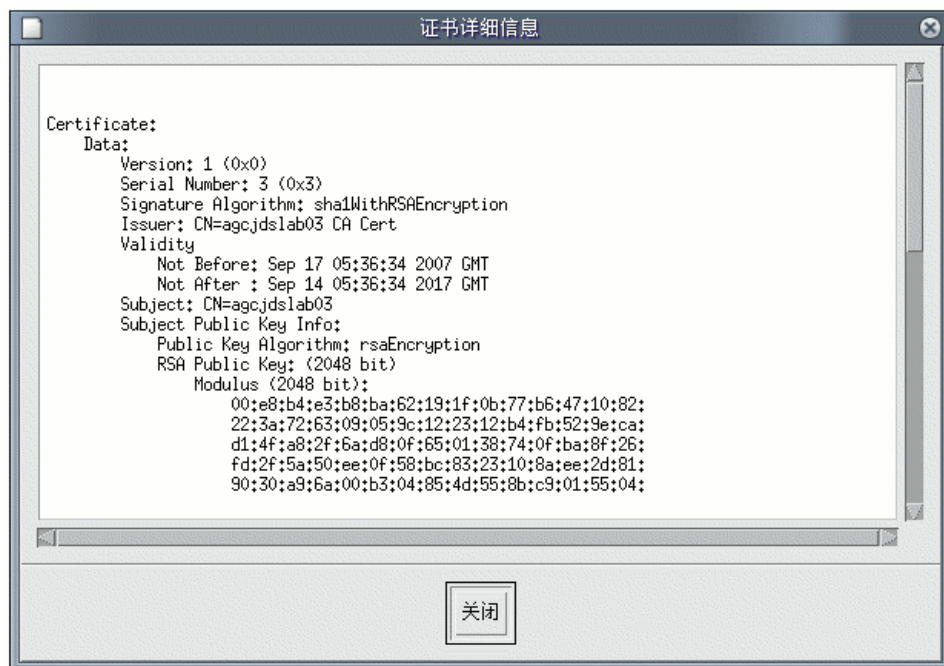 证书详细信息
Certificate:
Data:
Version: 1 (0x0)
Serial Number: 3 (0x3)
Signature Algorithm: sha1WithRSAEncryption
Issuer: CN=agcjdslab03 CA Cert
Validity
Not Before: Sep 17 05:36:34 2007 GMT
Not After : Sep 14 05:36:34 2017 GMT
Subject: CN=agcjdslab03
Subject Public Key Info:
Public Key Algorithm: rsaEncryption
RSA Public Key: (2048 bit)
Modulus (2048 bit):
00:e8:b4:e3:b8:ba:62:19:1f:0b:77:b6:47:10:82:
22:3a:72:63:09:05:9c:12:23:12:b4:fb:52:9e:ca:
d1:4f:a8:2f:6a:d8:0f:65:01:38:74:0f:ba:8f:26:
fd:2f:5a:50:ee:0f:58:bc:83:23:10:8a:ee:2d:81:
90:30:a9:6a:00:b3:04:85:4d:55:8b:c9:01:55:04:
关闭